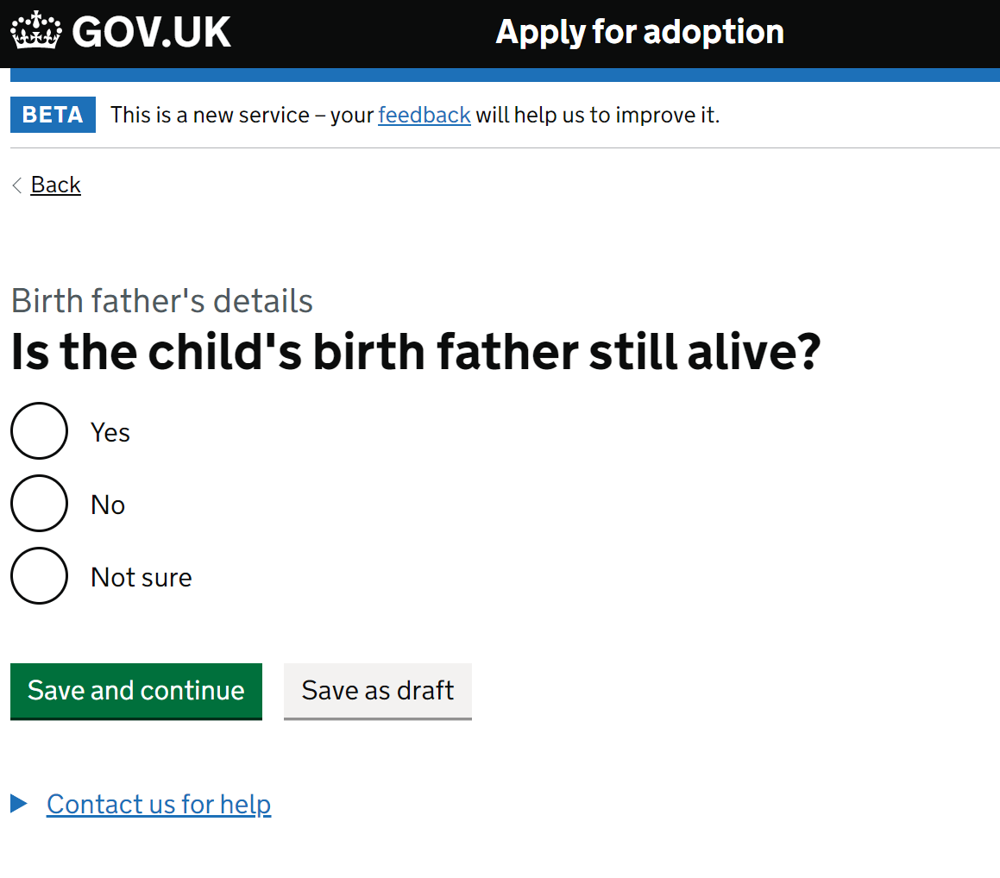 GOV.UK
Apply for adoption
BETA
This is a new service – your feedback will help us to improve it.
Back
Birth father's details
Is the child's birth father still alive?
Yes
No
Not sure
Save and continue
Save as draft
Contact us for help